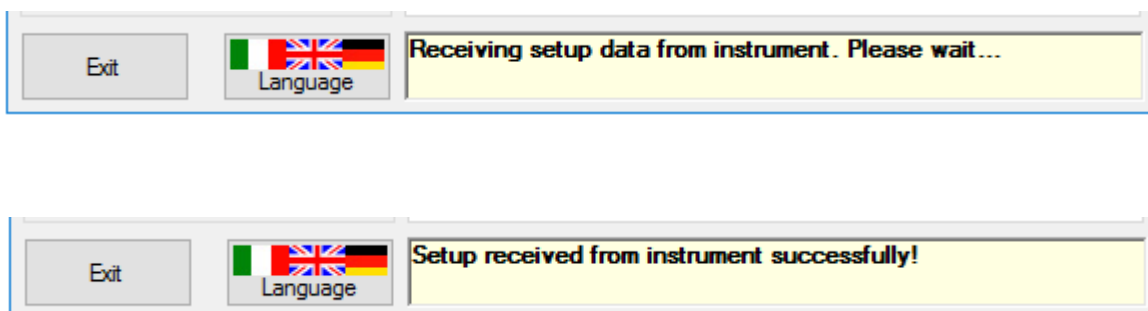 Exit
Language
Receiving setup data from instrument. Please wait...
Exit
Language
Setup received from instrument successfully!